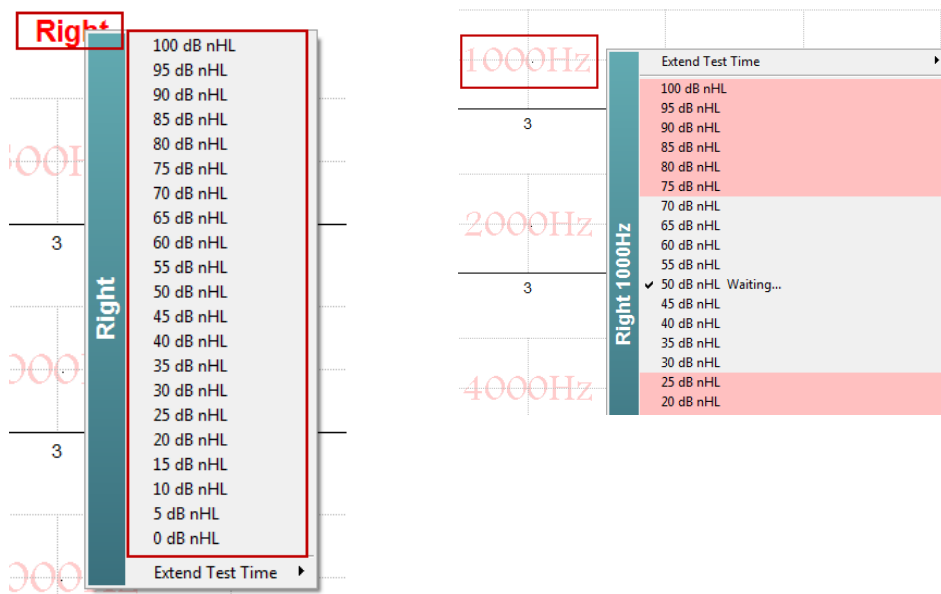 Right
100 dB nHL
95 dB nHL
90 dB nHL
85 dB nHL
80 dB nHL
75 dB nHL
70 dB nHL
65 dB nHL
60 dB nHL
55 dB nHL
50 dB nHL
45 dB nHL
40 dB nHL
35 dB nHL
30 dB nHL
25 dB nHL
20 dB nHL
15 dB nHL
10 dB nHL
5 dB nHL
0 dB nHL
Extend Test Time
Right
3
3
1000Hz
3
2000Hz
3
4000Hz
Right 1000Hz
Extend Test Time
100 dB nHL
95 dB nHL
90 dB nHL
85 dB nHL
80 dB nHL
75 dB nHL
70 dB nHL
65 dB nHL
60 dB nHL
55 dB nHL
50 dB nHL Waiting...
45 dB nHL
40 dB nHL
35 dB nHL
30 dB nHL
25 dB nHL
20 dB nHL